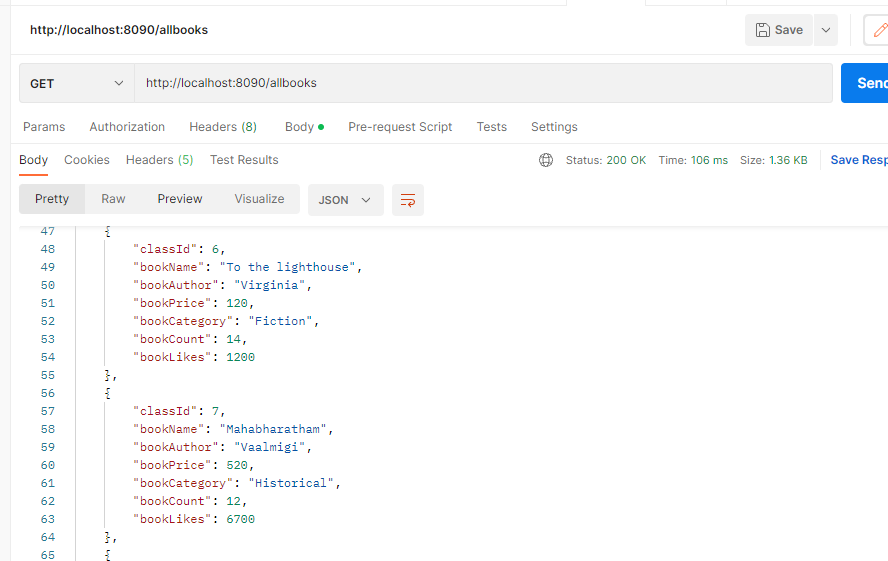 http://localhost:8090/allbooks
Save
GET
http://localhost:8090/allbooks
Send
Params Authorization Headers (8) Body Pre-request Script Tests Settings
Body Cookies Headers (5) Test Results
Status: 200 OK Time: 106 ms Size: 1.36 KB Save Resp
Pretty Raw Preview Visualize JSON
47 {
48 "classId": 6,
49 "bookName": "To the lighthouse",
50 "bookAuthor": "Virginia",
51 "bookPrice": 120,
52 "bookCategory": "Fiction",
53 "bookCount": 14,
54 "bookLikes": 1200
55 },
56 {
57 "classId": 7,
58 "bookName": "Mahabharatham",
59 "bookAuthor": "Vaalmigi",
60 "bookPrice": 520,
61 "bookCategory": "Historical",
62 "bookCount": 12,
63 "bookLikes": 6700
64 },
65 {